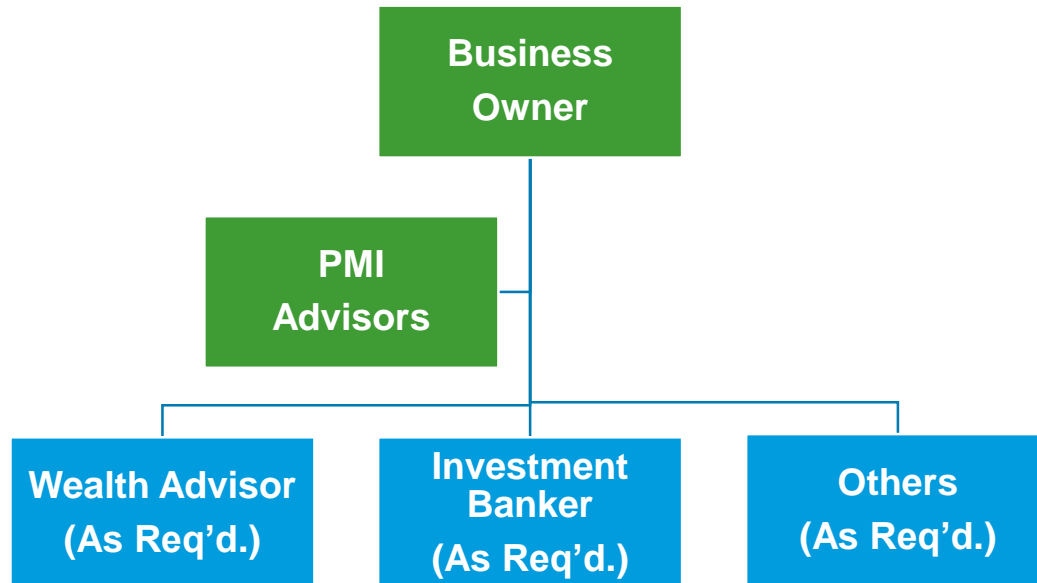 Business
Owner
PMI
Advisors
Wealth Advisor
(As Req’d.)
Investment
Banker
(As Req’d.)
Others
(As Req’d.)